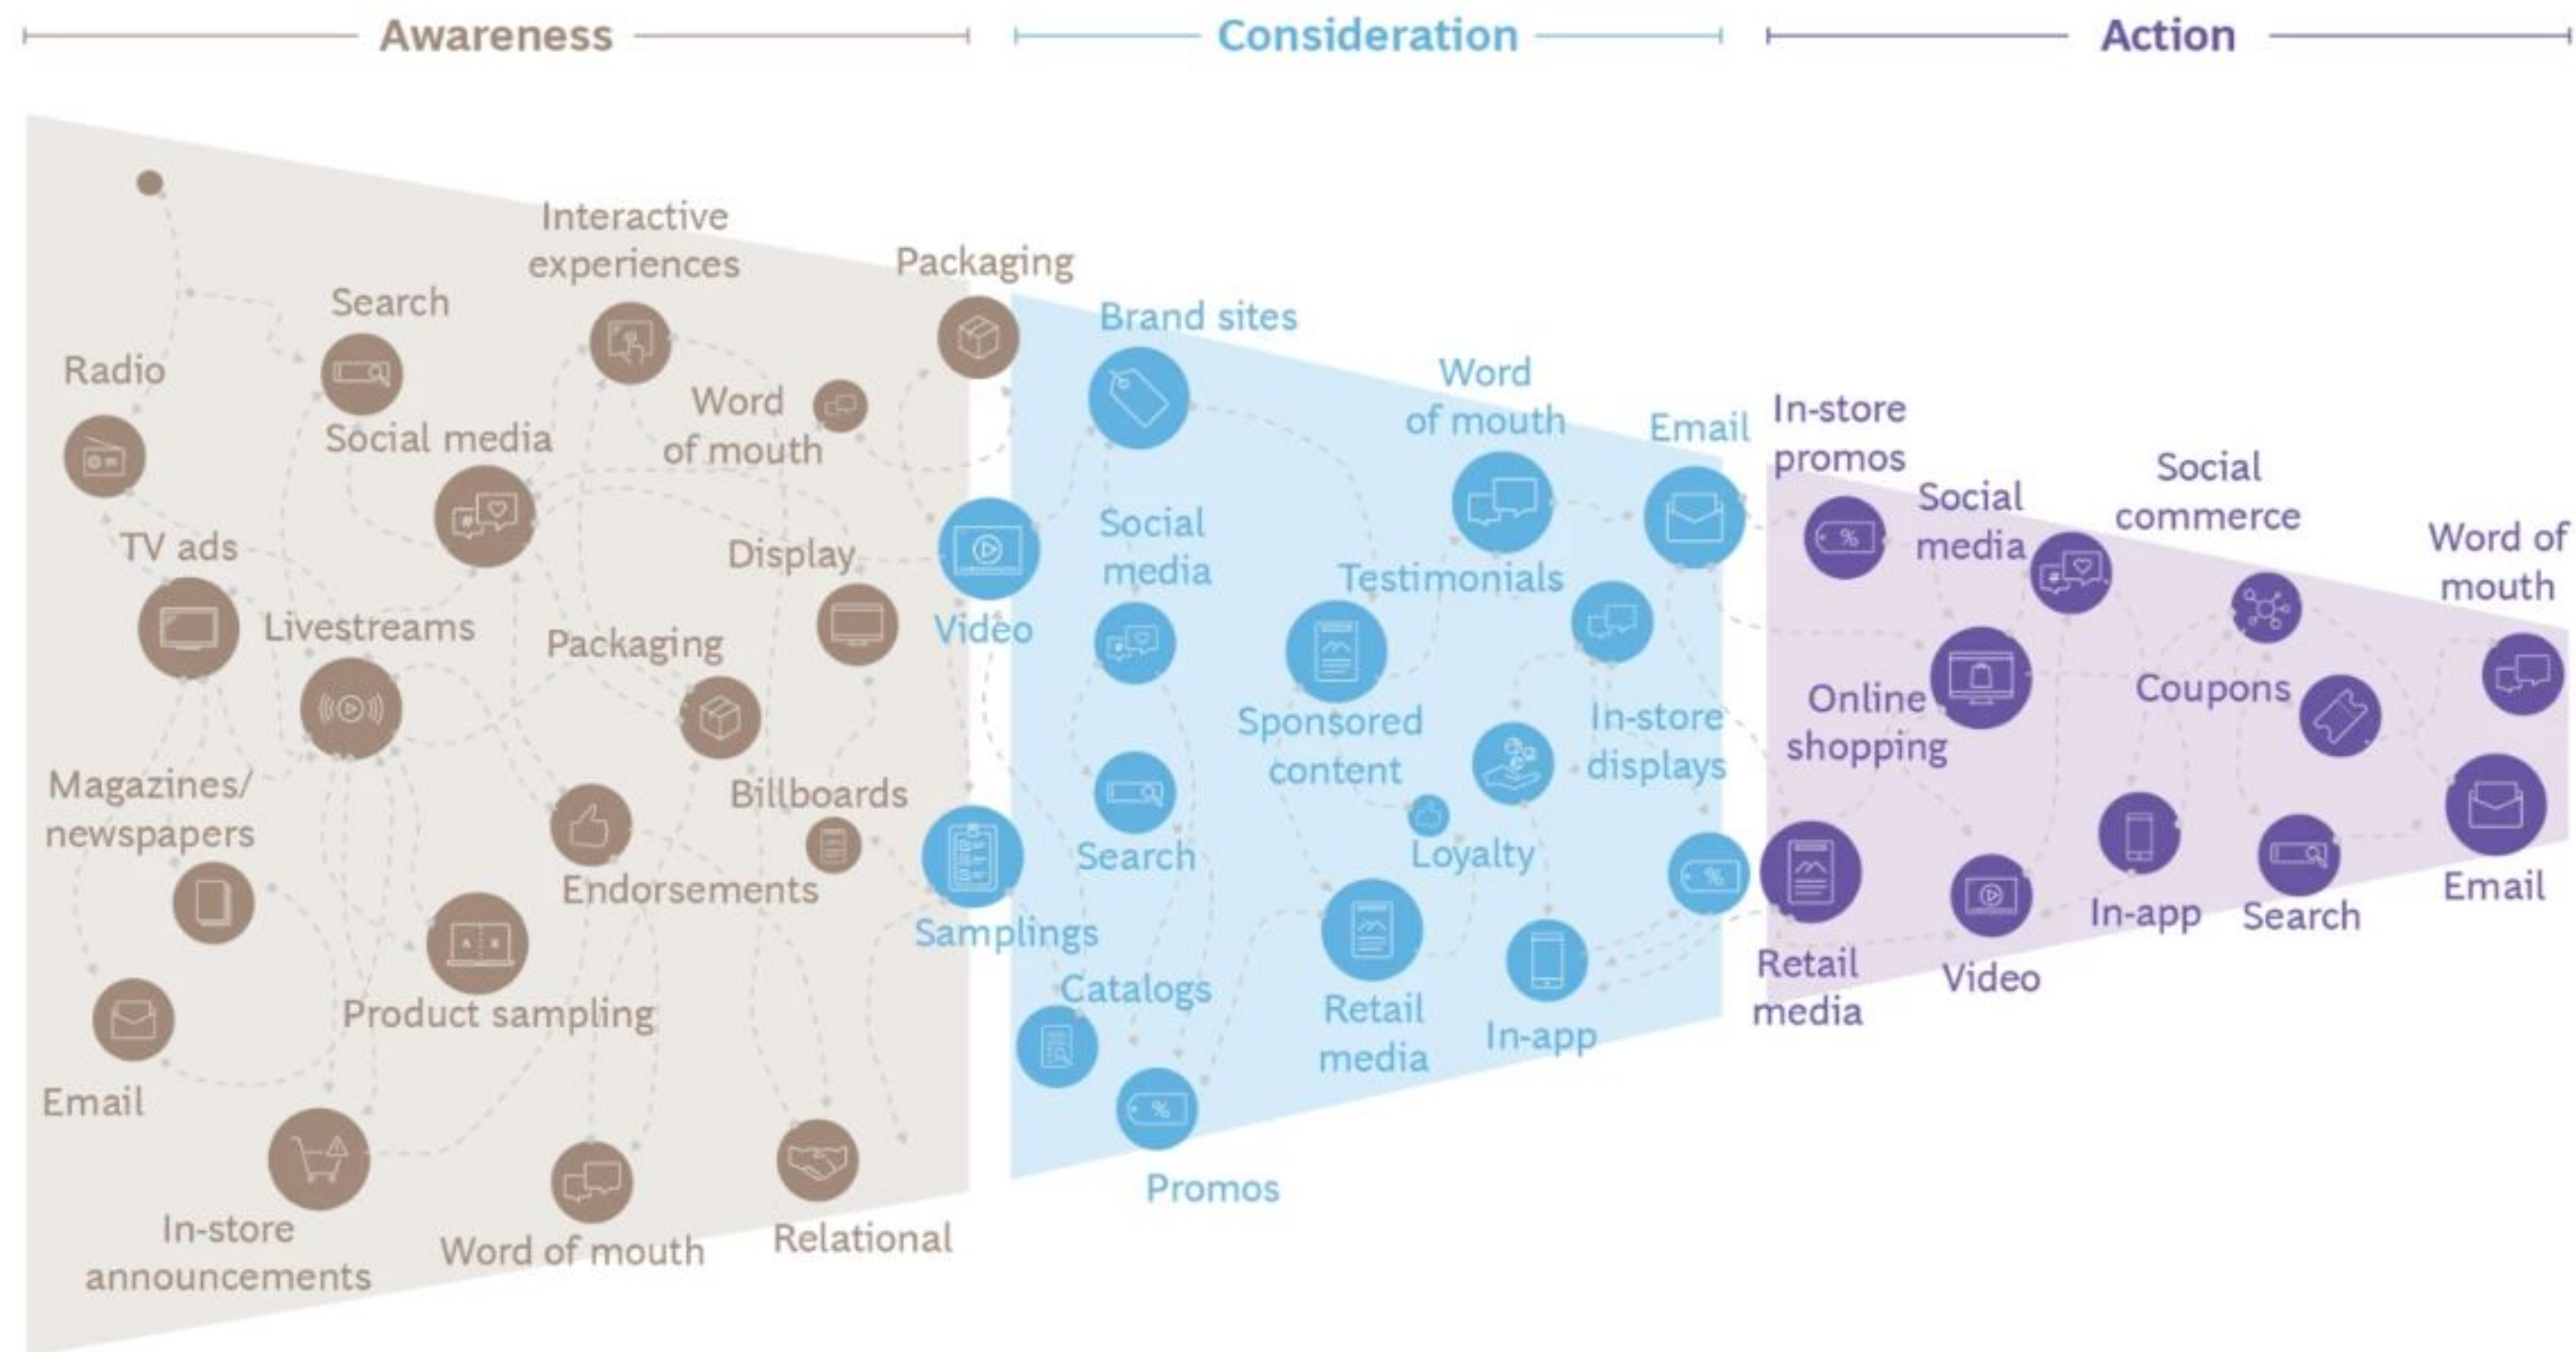 Awareness
Consideration
Action
Interactive
experiences
Packaging
Search
Radio
Word
of mouth
Social media
TV ads
Display
Livestreams
Packaging
Magazines/
newspapers
Billboards
Endorsements
Product sampling
Email
In-store
announcements
Word of mouth
Relational
Brand sites
Word
of mouth
Email
Social
media
Testimonials
Video
Sponsored
content
In-store
displays
Search
Loyalty
Samplings
Catalogs
Retail
media
In-app
Promos
In-store
promos
Social
media
Social
commerce
Word of
mouth
Online
shopping
Coupons
Retail
media
Video
In-app
Search
Email